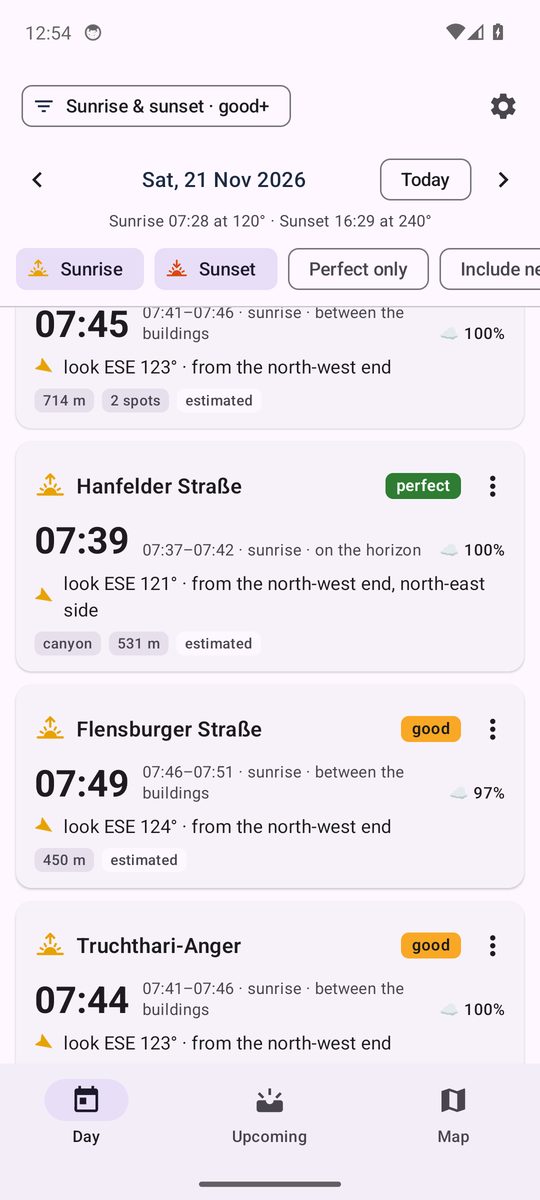 12:54
Sunrise & sunset · good+
Sat, 21 Nov 2026
Today
Sunrise 07:28 at 120° · Sunset 16:29 at 240°
Sunrise
Sunset
Perfect only
Include ne
07:45
07:41–07:46 · sunrise · between the
buildings
100%
look ESE 123° · from the north-west end
714 m
2 spots
estimated
Hanfelder Straße
perfect
07:39
07:37–07:42 · sunrise · on the horizon
100%
look ESE 121° · from the north-west end, north-east
side
canyon
531 m
estimated
Flensburger Straße
good
07:49
07:46–07:51 · sunrise · between the
buildings
97%
look ESE 124° · from the north-west end
450 m
estimated
Truchthari-Anger
good
07:44
07:41–07:46 · sunrise · between the
buildings
100%
look ESE 123° · from the north-west end
Day
Upcoming
Map